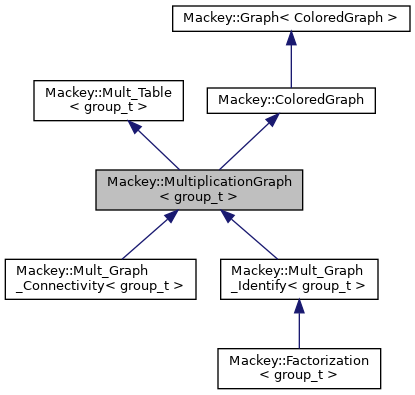 Mackey::Graph< ColoredGraph >
Mackey::Mult_Table
< group_t >
Mackey::ColoredGraph
Mackey::MultiplicationGraph
< group_t >
Mackey::Mult_Graph
_Connectivity< group_t >
Mackey::Mult_Graph
_Identify< group_t >
Mackey::Factorization
< group_t >